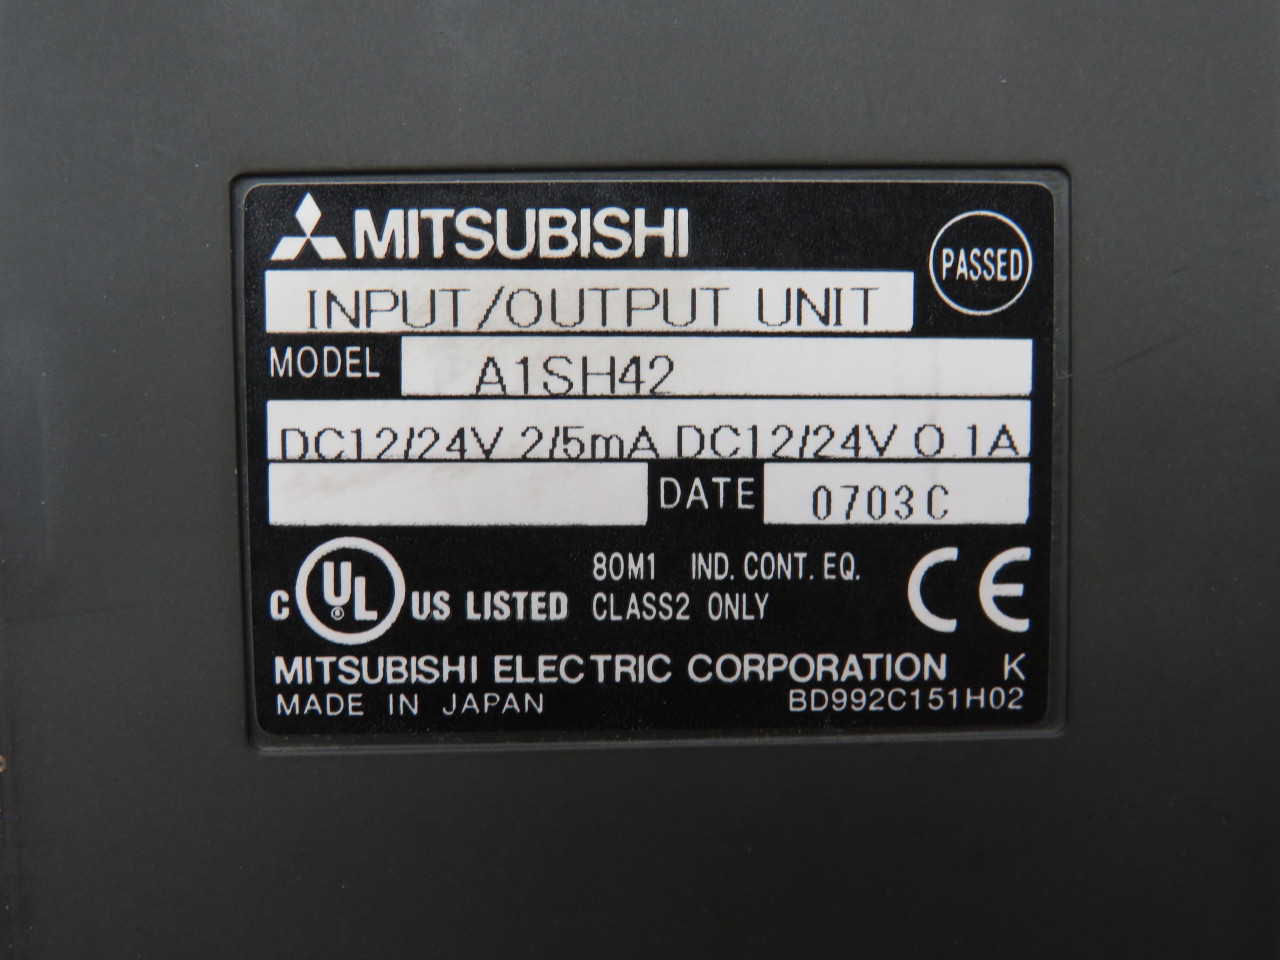 MITSUBISHI
PASSED
INPUT/OUTPUT UNIT
MODEL A1SH42
DC12/24V 2/5mA DC12/24V 0.1A
DATE 0703C
C UL ® US LISTED
80M1 IND. CONT. EQ.
CLASS2 ONLY
CE
MITSUBISHI ELECTRIC CORPORATION K
MADE IN JAPAN BD992C151H02